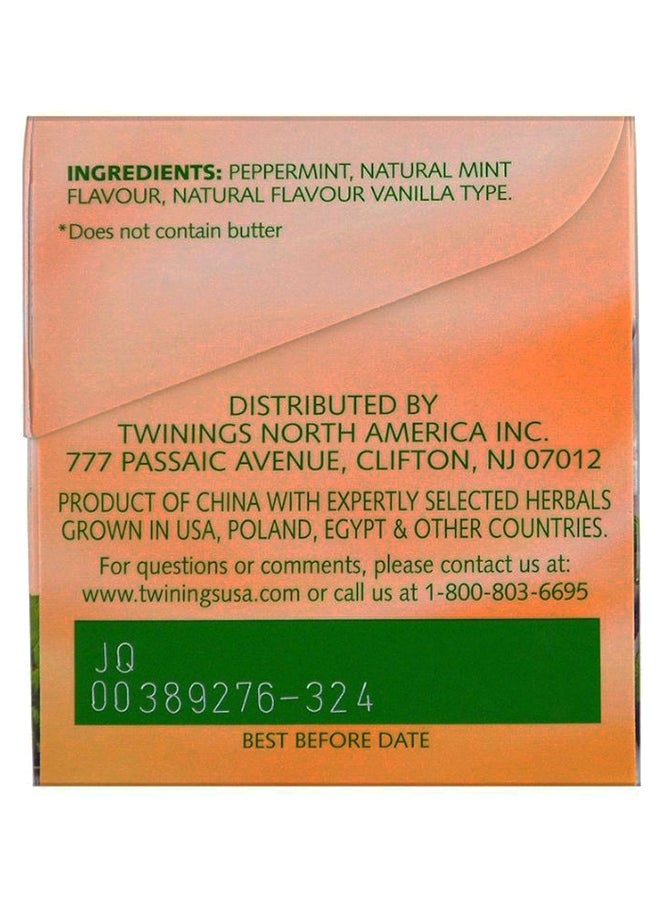 INGREDIENTS: PEPPERMINT, NATURAL MINT
FLAVOUR, NATURAL FLAVOUR VANILLA TYPE.
*Does not contain butter
DISTRIBUTED BY
TWININGS NORTH AMERICA INC.
777 PASSAIC AVENUE, CLIFTON, NJ 07012
PRODUCT OF CHINA WITH EXPERTLY SELECTED HERBALS
GROWN IN USA, POLAND, EGYPT & OTHER COUNTRIES.
For questions or comments, please contact us at:
www.twiningsusa.com or call us at 1-800-803-6695
JQ
00389276-324
BEST BEFORE DATE